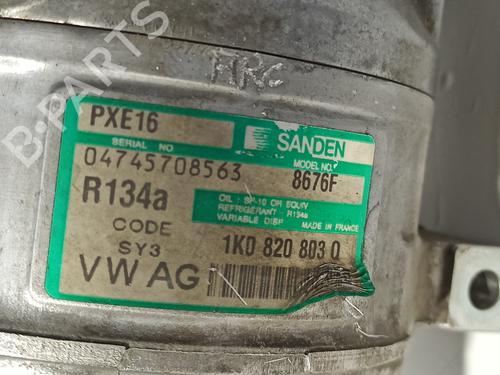 B-PARTS
ARC
PXE16
SANDEN
SERIAL NO
MODEL NO.
04745708563
8676F
R134a
OIL : SP-10 OR EQUIV
REFRIGERANT : R134a
VARIABLE DISP. MADE IN FRANCE
CODE
SY3
1K0 820 803 Q
VW AG